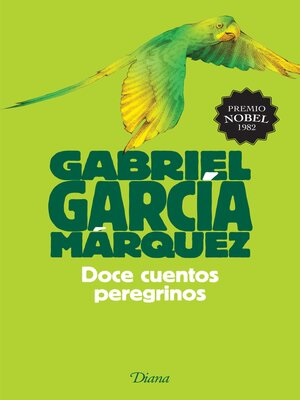 PREMIO
NOBEL
1982
GABRIEL
GARCÍA
MÁRQUEZ
Doce cuentos
peregrinos
Diana